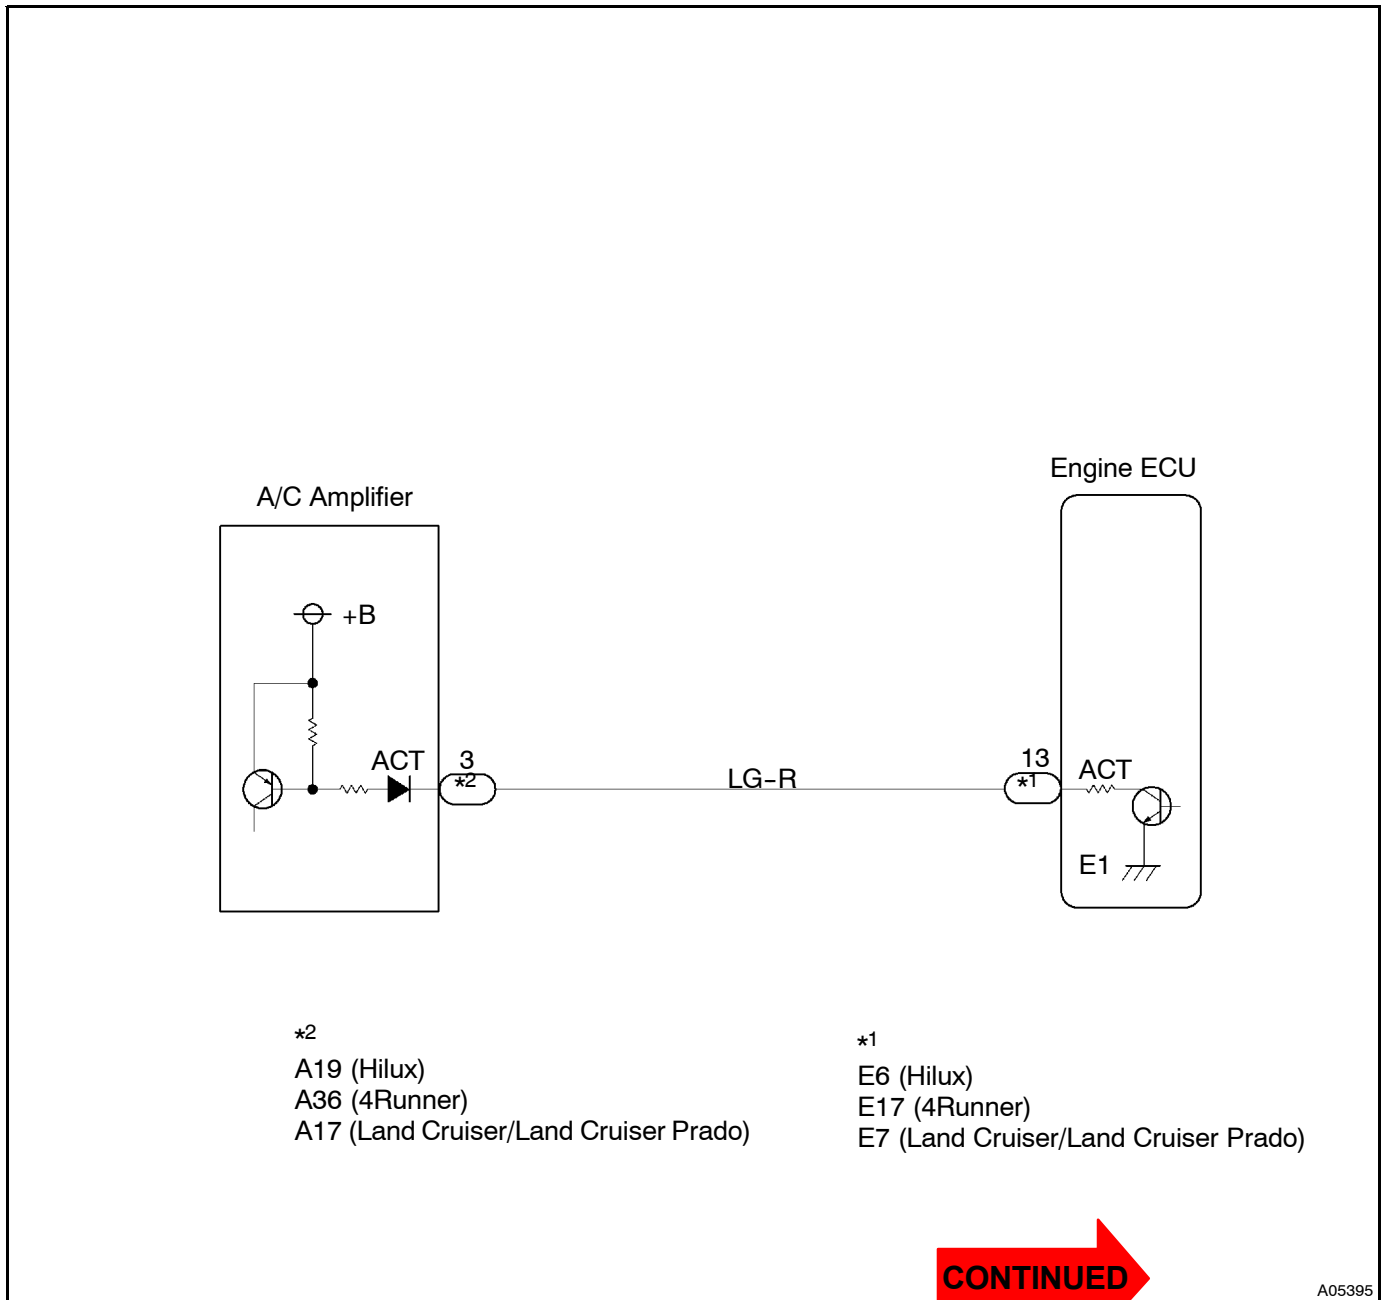 Engine ECU
A/C Amplifier
+B
ACT
3
*2
LG-R
13
*1
ACT
E1
*2
A19 (Hilux)
A36 (4Runner)
A17 (Land Cruiser/Land Cruiser Prado)
*1
E6 (Hilux)
E17 (4Runner)
E7 (Land Cruiser/Land Cruiser Prado)
CONTINUED
A05395